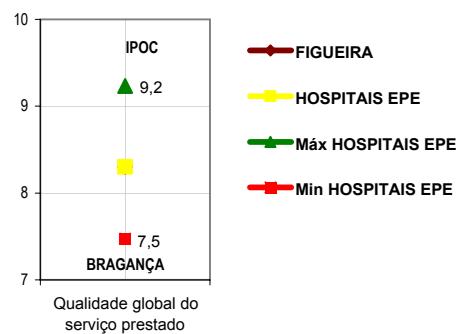 10
9
8
7
IPOC
9,2
7,5
BRAGANÇA
Qualidade global do
serviço prestado
FIGUEIRA
HOSPITAIS EPE
Máx HOSPITAIS EPE
Min HOSPITAIS EPE